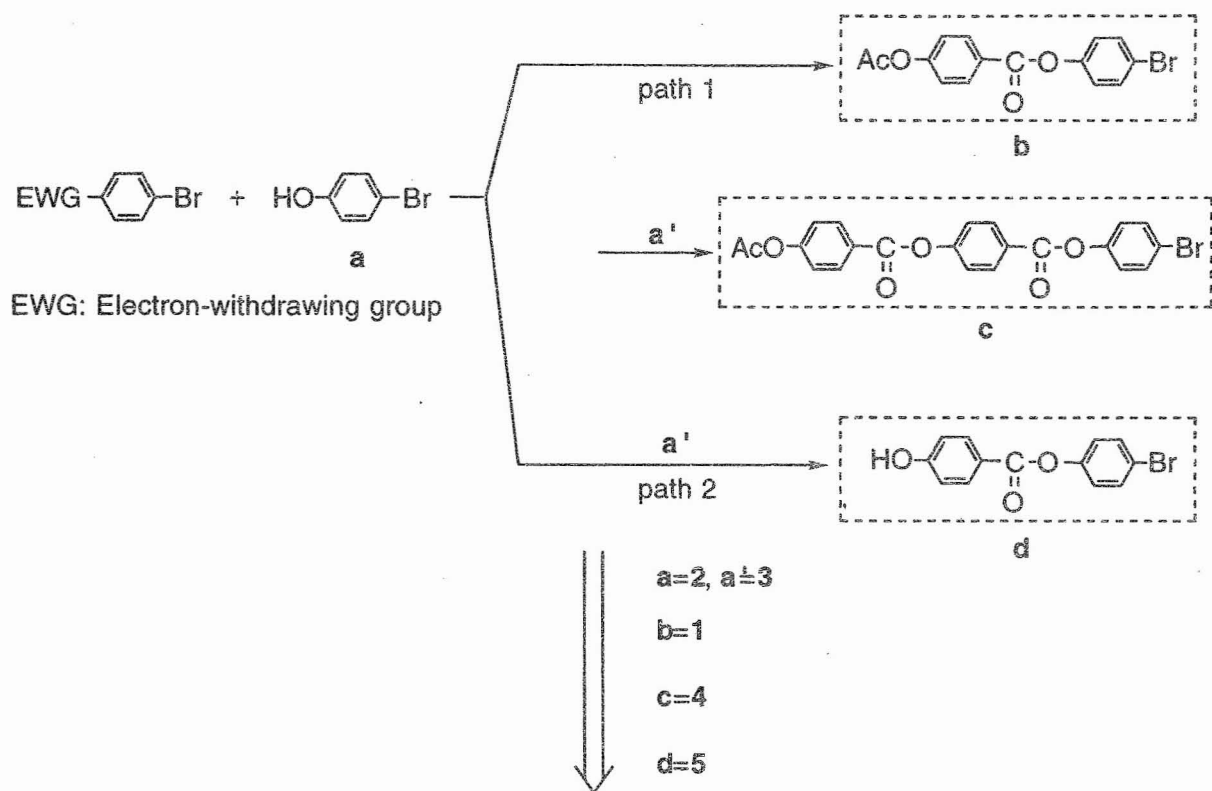 AcO C-O Br
O
path 1
b
EWG Br + HO Br
a
a'
AcO C-O C-O Br
O O
c
EWG: Electron-withdrawing group
a'
path 2
HO C-O Br
O
d
a=2, a'=3
b=1
c=4
d=5